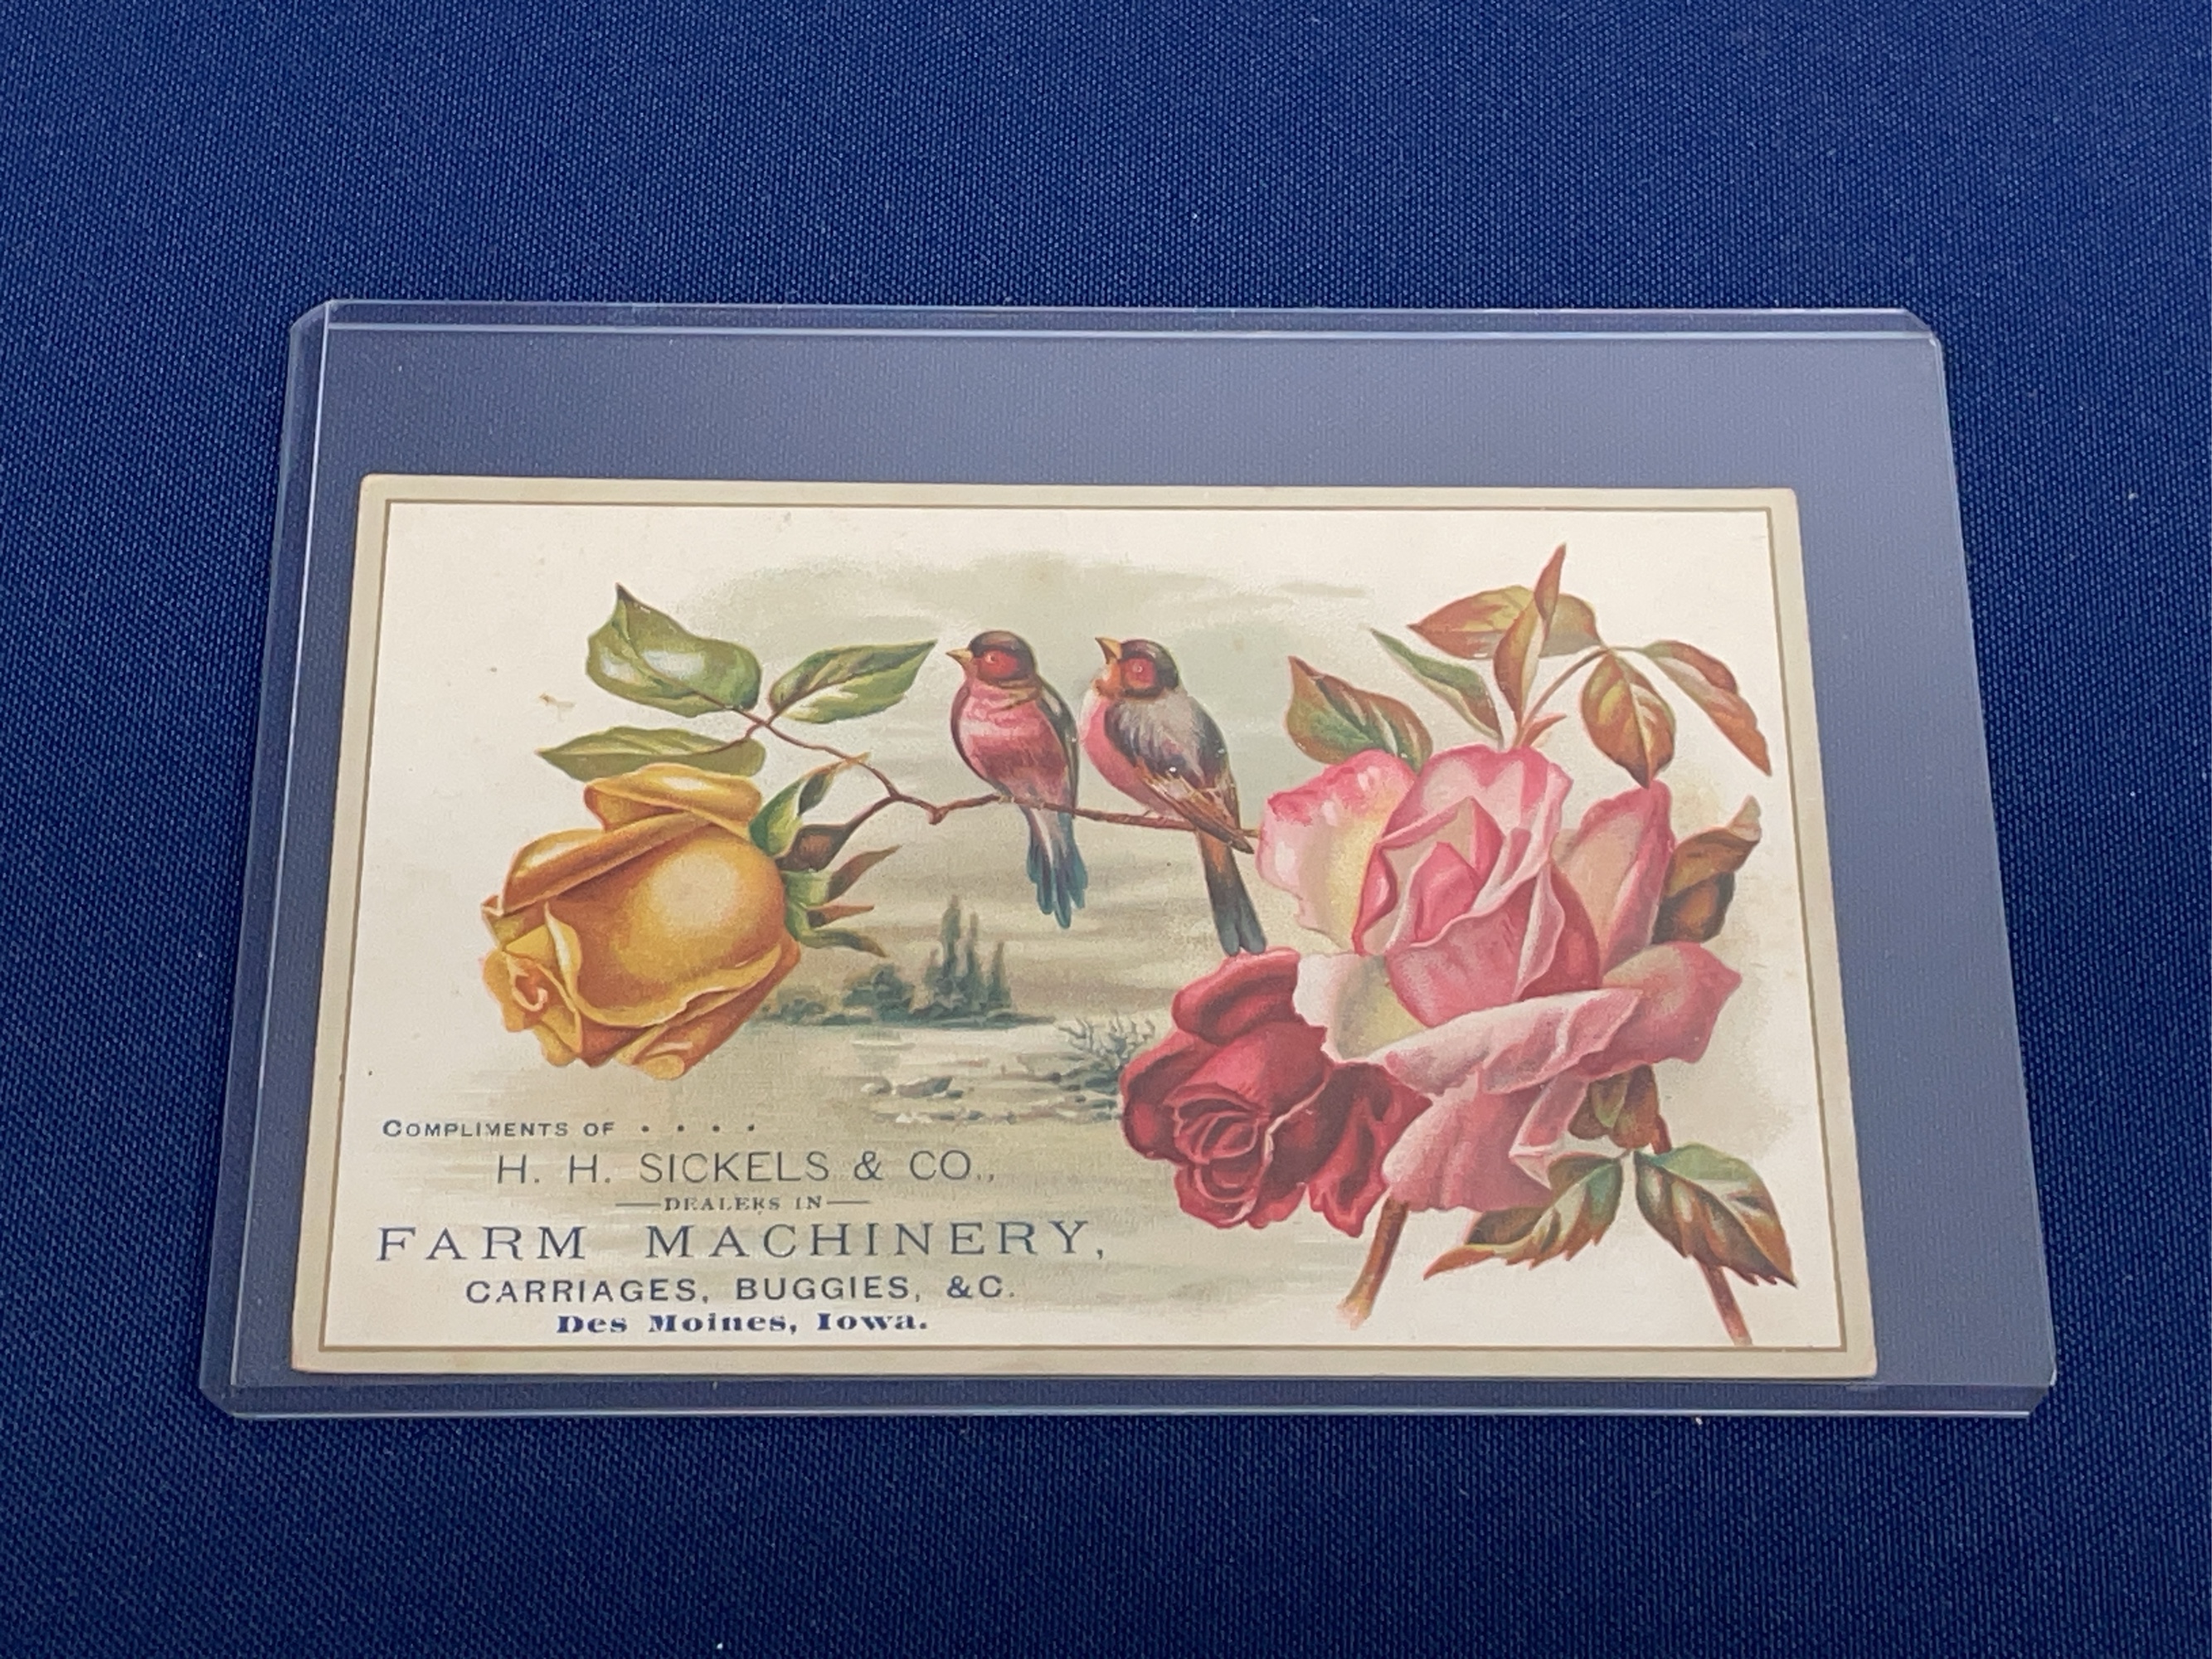 COMPLIMENTS OF . . . .
H. H. SICKELS & CO.,
—DEALERS IN—
FARM MACHINERY,
CARRIAGES, BUGGIES, &C.
Des Moines, Iowa.